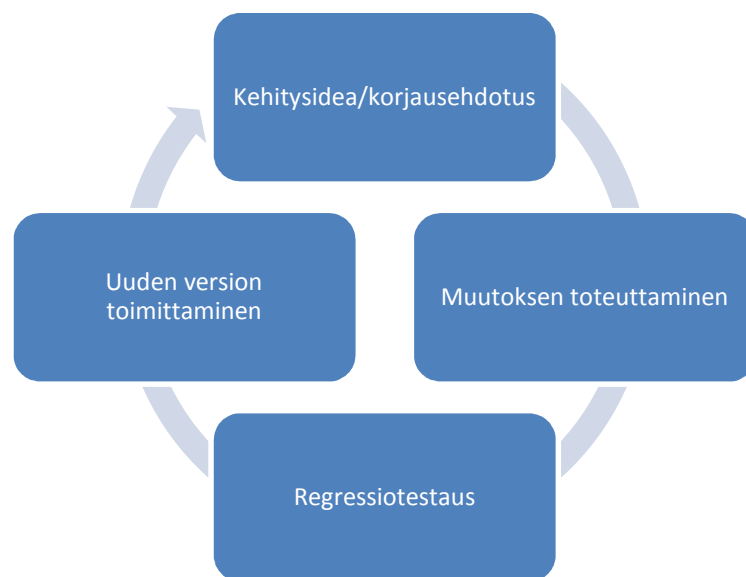 Kehitysidea/korjausehdotus
Muutoksen toteuttaminen
Regressiotestaus
Uuden version
toimittaminen